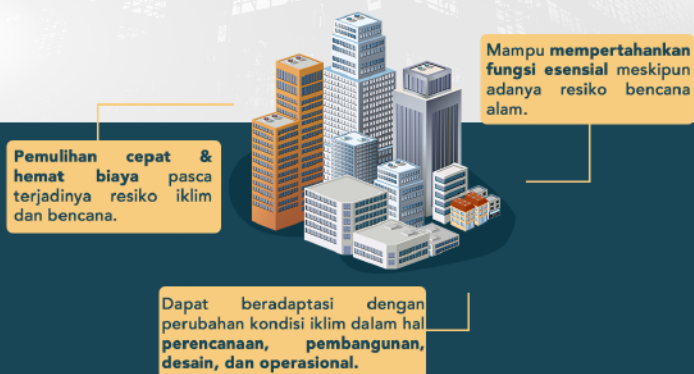 Mampu mempertahankan
fungsi esensial meskipun
adanya resiko bencana
alam.
Pemulihan cepat &
hemat biaya pasca
terjadinya resiko iklim
dan bencana.
Dapat beradaptasi dengan
perubahan kondisi iklim dalam hal
perencanaan, pembangunan,
desain, dan operasional.